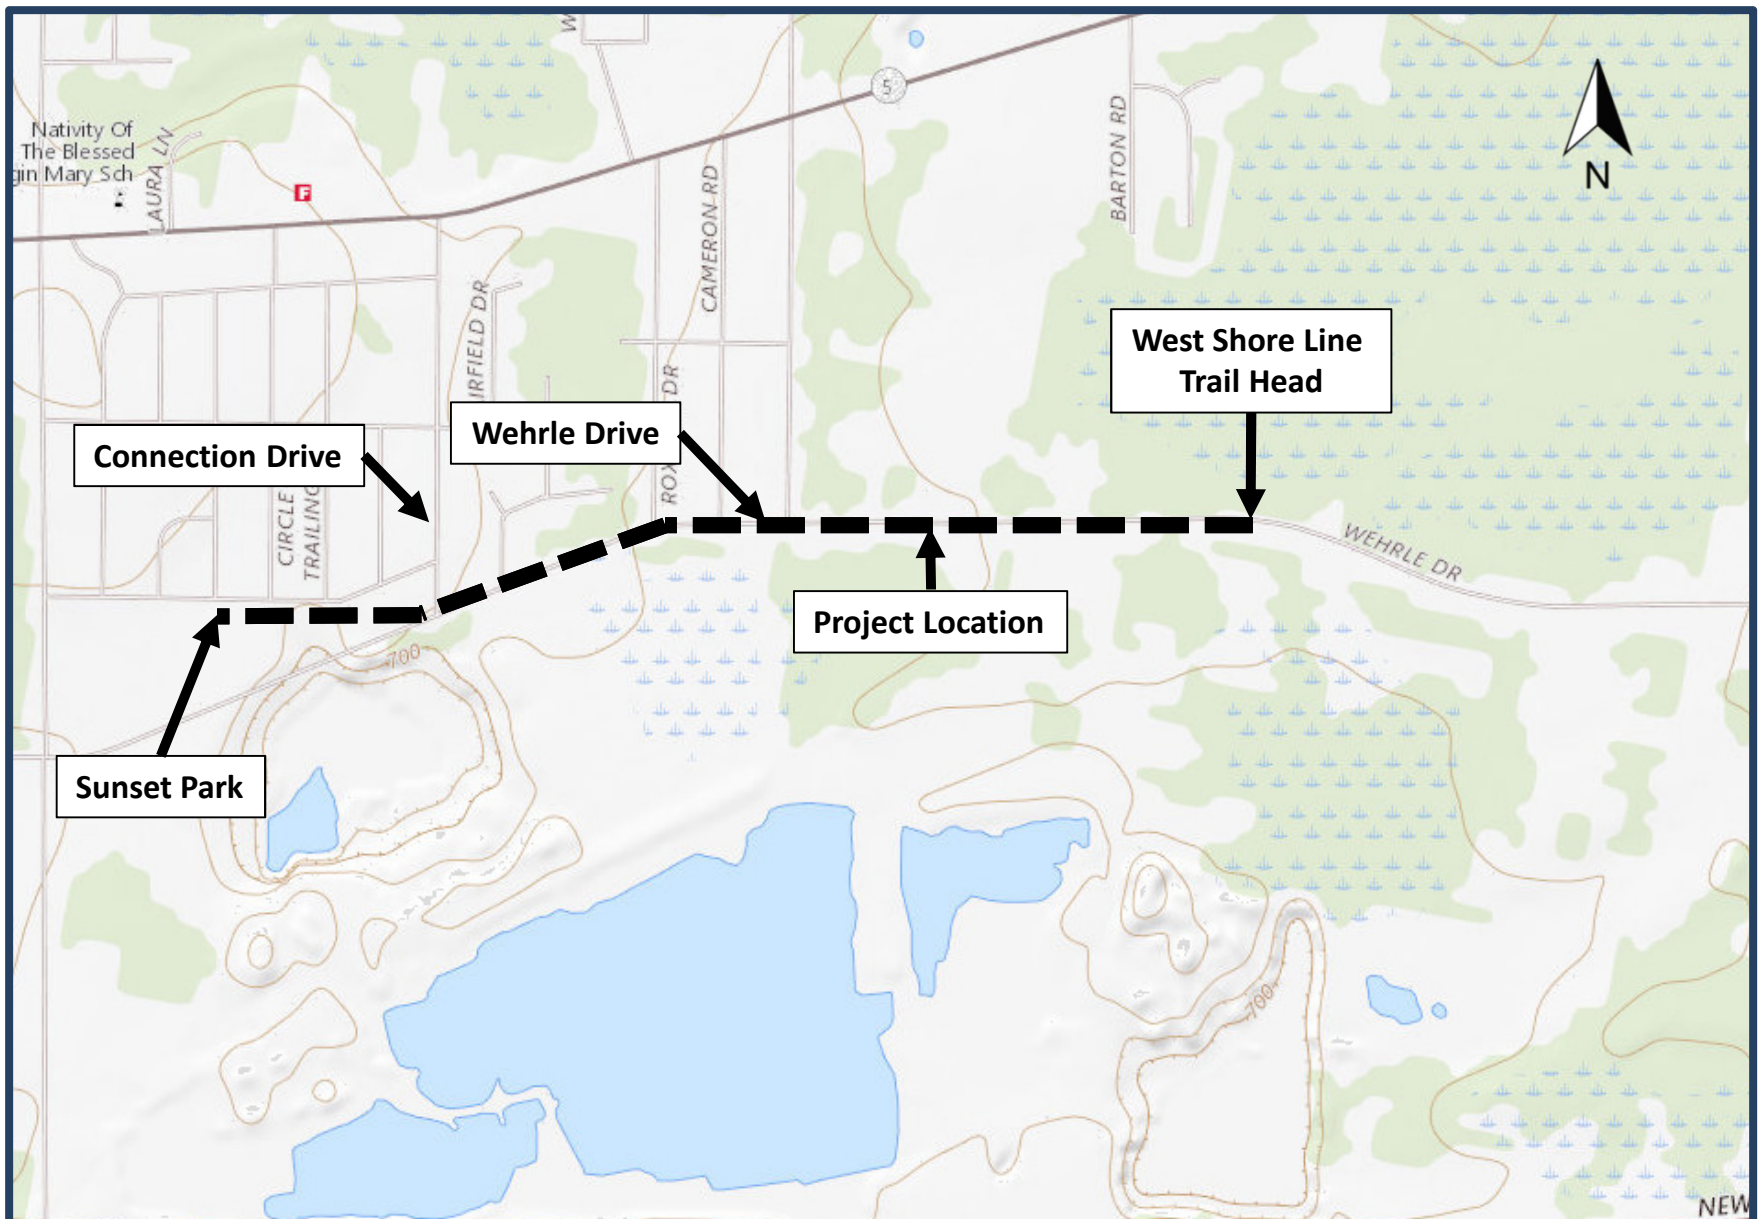 W
5
N
Nativity Of
The Blessed
gin Mary Sch
LAURA LN
F
BARTON RD
CAMERON RD
IRFIELD DR
West Shore Line
Trail Head
Wehrle Drive
Connection Drive
ROX
DR
CIRCLE
TRAILING
WEHRLE DR
Project Location
700
Sunset Park
700
NEW